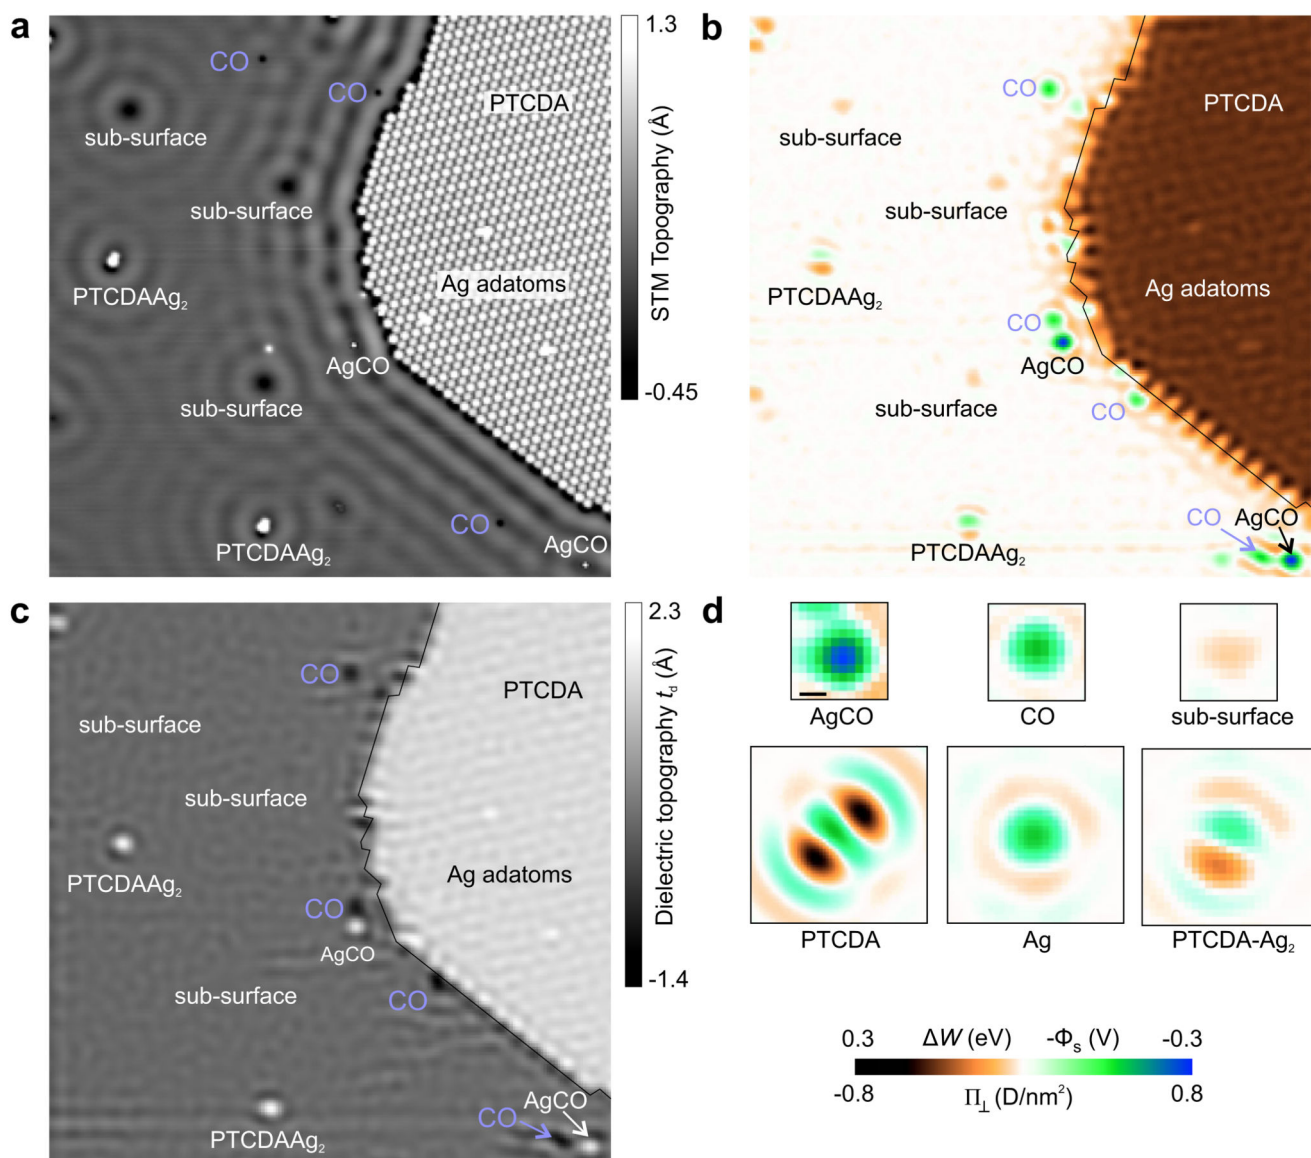 a
CO
CO
PTCDA
sub-surface
sub-surface
PTCDAAg₂
Ag adatoms
AgCO
sub-surface
CO
PTCDAAg₂
AgCO
1.3
STM Topography (Å)
-0.45
b
CO
PTCDA
sub-surface
sub-surface
PTCDAAg₂
Ag adatoms
CO
AgCO
sub-surface
CO
AgCO
CO
PTCDAAg₂
c
CO
PTCDA
sub-surface
sub-surface
PTCDAAg₂
Ag adatoms
CO
AgCO
sub-surface
CO
AgCO
CO
PTCDAAg₂
2.3
Dielectric topography t_d (Å)
-1.4
d
AgCO
CO
sub-surface
PTCDA
Ag
PTCDA-Ag₂
0.3 ΔW (eV) -Φₛ (V) -0.3
-0.8 Π⊥ (D/nm²) 0.8